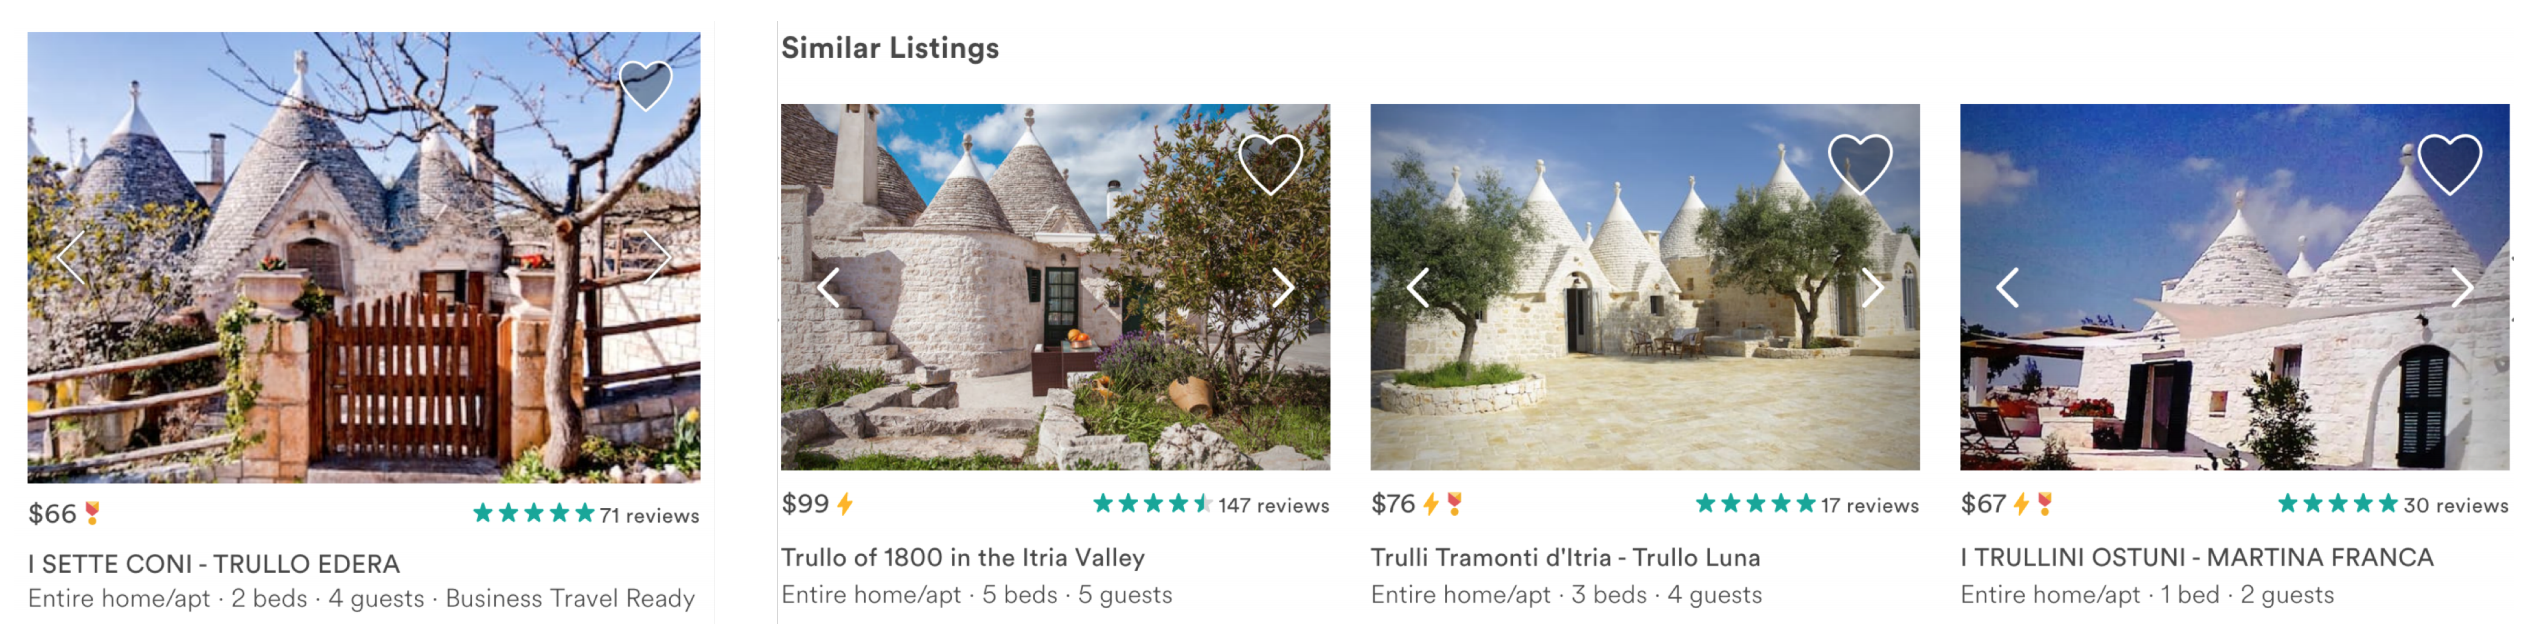 $66
71 reviews
I SETTE CONI - TRULLO EDERA
Entire home/apt · 2 beds · 4 guests · Business Travel Ready
Similar Listings
$99
147 reviews
Trullo of 1800 in the Itria Valley
Entire home/apt · 5 beds · 5 guests
$76
17 reviews
Trulli Tramonti d'Itria - Trullo Luna
Entire home/apt · 3 beds · 4 guests
$67
30 reviews
I TRULLINI OSTUNI - MARTINA FRANCA
Entire home/apt · 1 bed · 2 guests